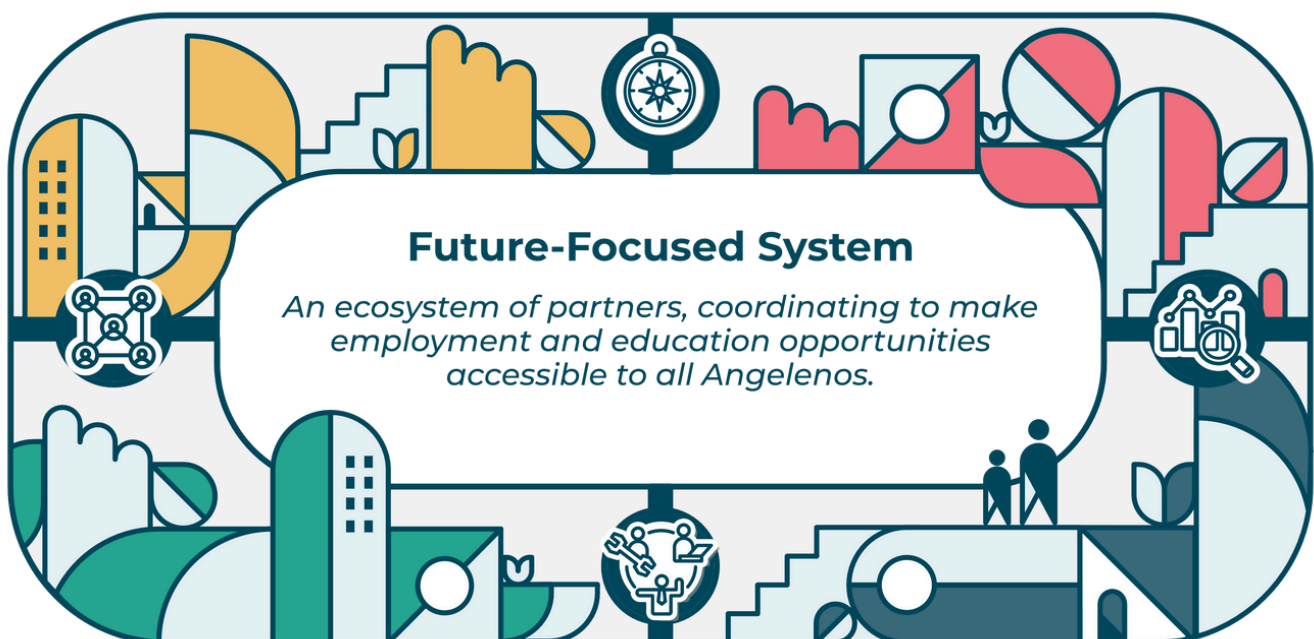 Future-Focused System
An ecosystem of partners, coordinating to make
employment and education opportunities
accessible to all Angelenos.